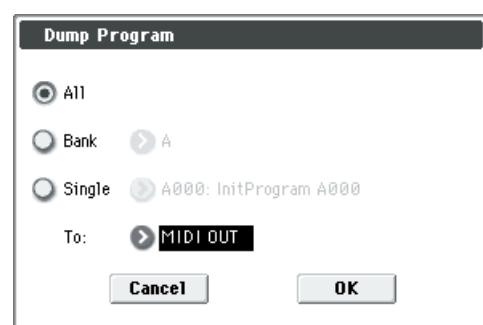 Dump Program
All
Bank A
Single A000: InitProgram A000
To: MIDI OUT
Cancel OK